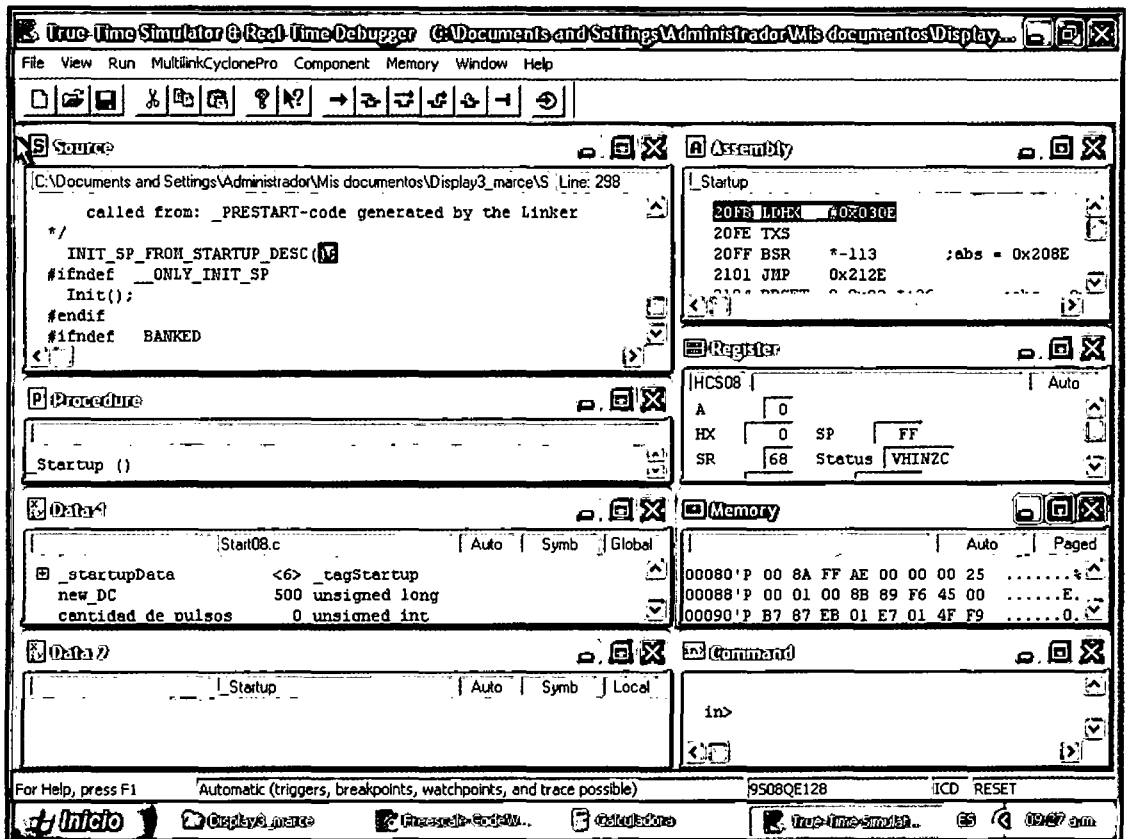 True-Time Simulator & Real-Time Debugger C:\Documents and Settings\Administrador\Mis documentos\Display...
File View Run MultilinkCyclonePro Component Memory Window Help
Source
C:\Documents and Settings\Administrador\Mis documentos\Display3_marce\S Line: 298
called from: _PRESTART-code generated by the Linker
*/
INIT_SP_FROM_STARTUP_DESC();
#ifndef __ONLY_INIT_SP
Init();
#endif
#ifndef BANKED
Assembly
_Startup
20FB LDHX #0x030E
20FE TXS
20FF BSR *-113 ;abs = 0x208E
2101 JMP 0x212E
Register
HCS08 Auto
A 0
HX 0 SP FF
SR 68 Status VHINZC
Procedure
_Startup ()
Data:1
Start08.c Auto Symb Global
_startupData <6> _tagStartup
new_DC 500 unsigned long
cantidad de pulsos 0 unsigned int
Memory
Auto Paged
00080'P 00 8A FF AE 00 00 00 25 .......%
00088'P 00 01 00 8B 89 F6 45 00 ......E.
00090'P B7 87 EB 01 E7 01 4F F9 ......O.
Data:2
_Startup Auto Symb Local
Command
in>
For Help, press F1 Automatic (triggers, breakpoints, watchpoints, and trace possible) 9S08QE128 ICD RESET
Inicio Display3_marce Freescale CodeW... Calculadora True-Time Simulat... ES 09:27 a.m.